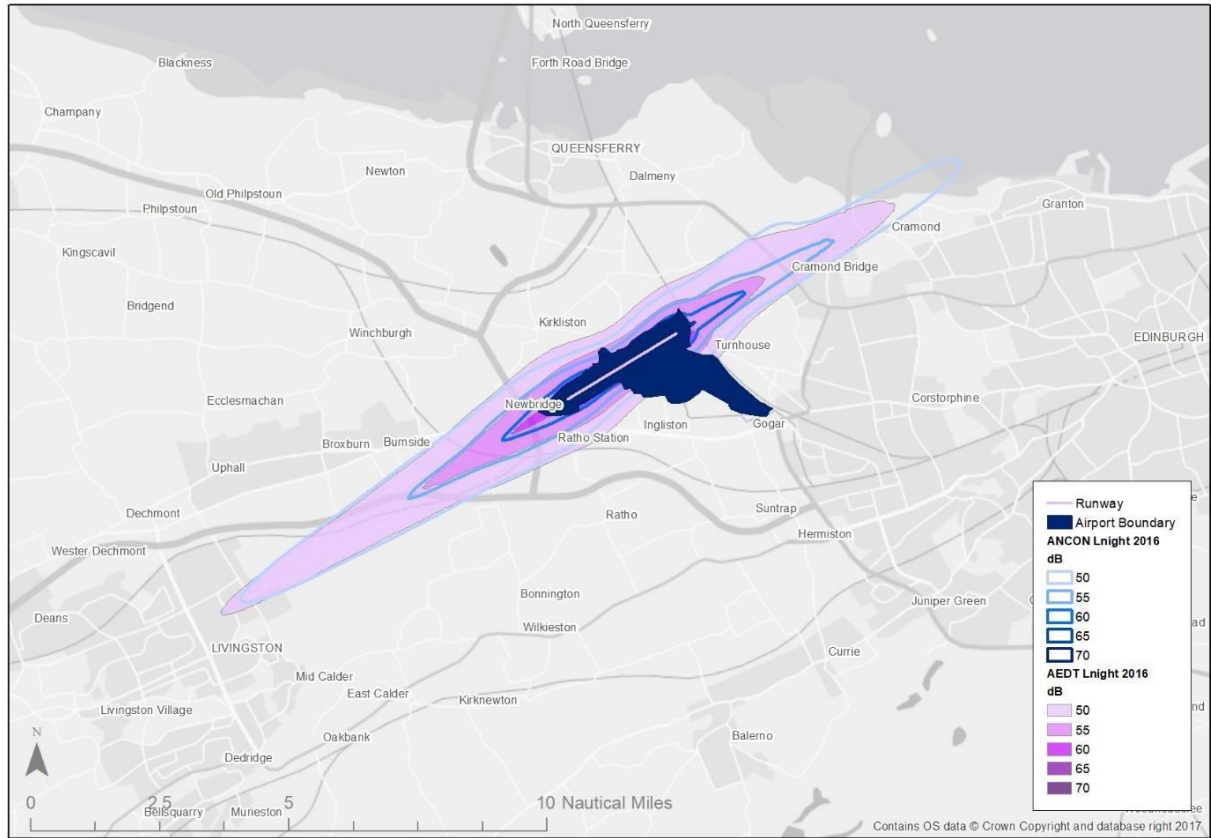 North Queensferry
Forth Road Bridge
Blackness
Champany
QUEENSFERRY
Newton
Dalmeny
Old Philpstoun
Philpstoun
Granton
Cramond
Kingscavil
Cramond Bridge
Bridgend
Kirkliston
Winchburgh
Turnhouse
EDINBURGH
Ecclesmachan
Newbridge
Corstorphine
Ingliston
Gogar
Broxburn
Burnside
Ratho Station
Uphall
Dechmont
Ratho
Suntrap
Hermiston
Wester Dechmont
Bonnington
Juniper Green
Deans
Wilkieston
LIVINGSTON
Currie
Mid Calder
East Calder
Kirknewton
Livingston Village
Oakbank
Balerno
Dedridge
Bellsquarry
Murieston
N
0 2.5 5 10 Nautical Miles
Runway
Airport Boundary
ANCON Lnight 2016
dB
50
55
60
65
70
AEDT Lnight 2016
dB
50
55
60
65
70
Contains OS data © Crown Copyright and database right 2017